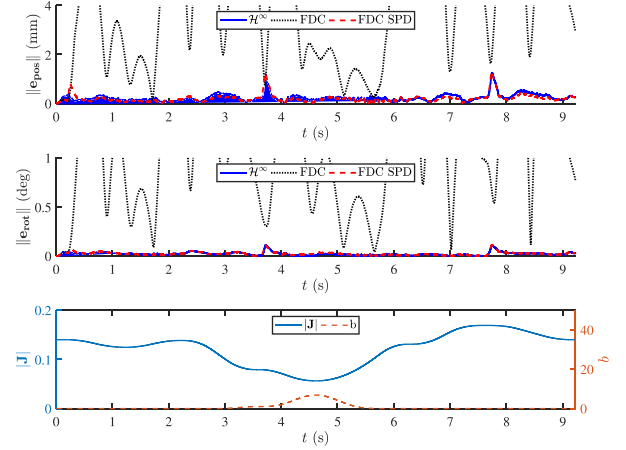 ‖e_pos‖ (mm)
4
2
0
ℋ^∞ FDC FDC SPD
0 1 2 3 4 5 6 7 8 9
t (s)
‖e_rot‖ (deg)
1
0.5
0
ℋ^∞ FDC FDC SPD
0 1 2 3 4 5 6 7 8 9
t (s)
|J|
0.2
0.1
0
|J| b
40
20
0
b
0 1 2 3 4 5 6 7 8 9
t (s)